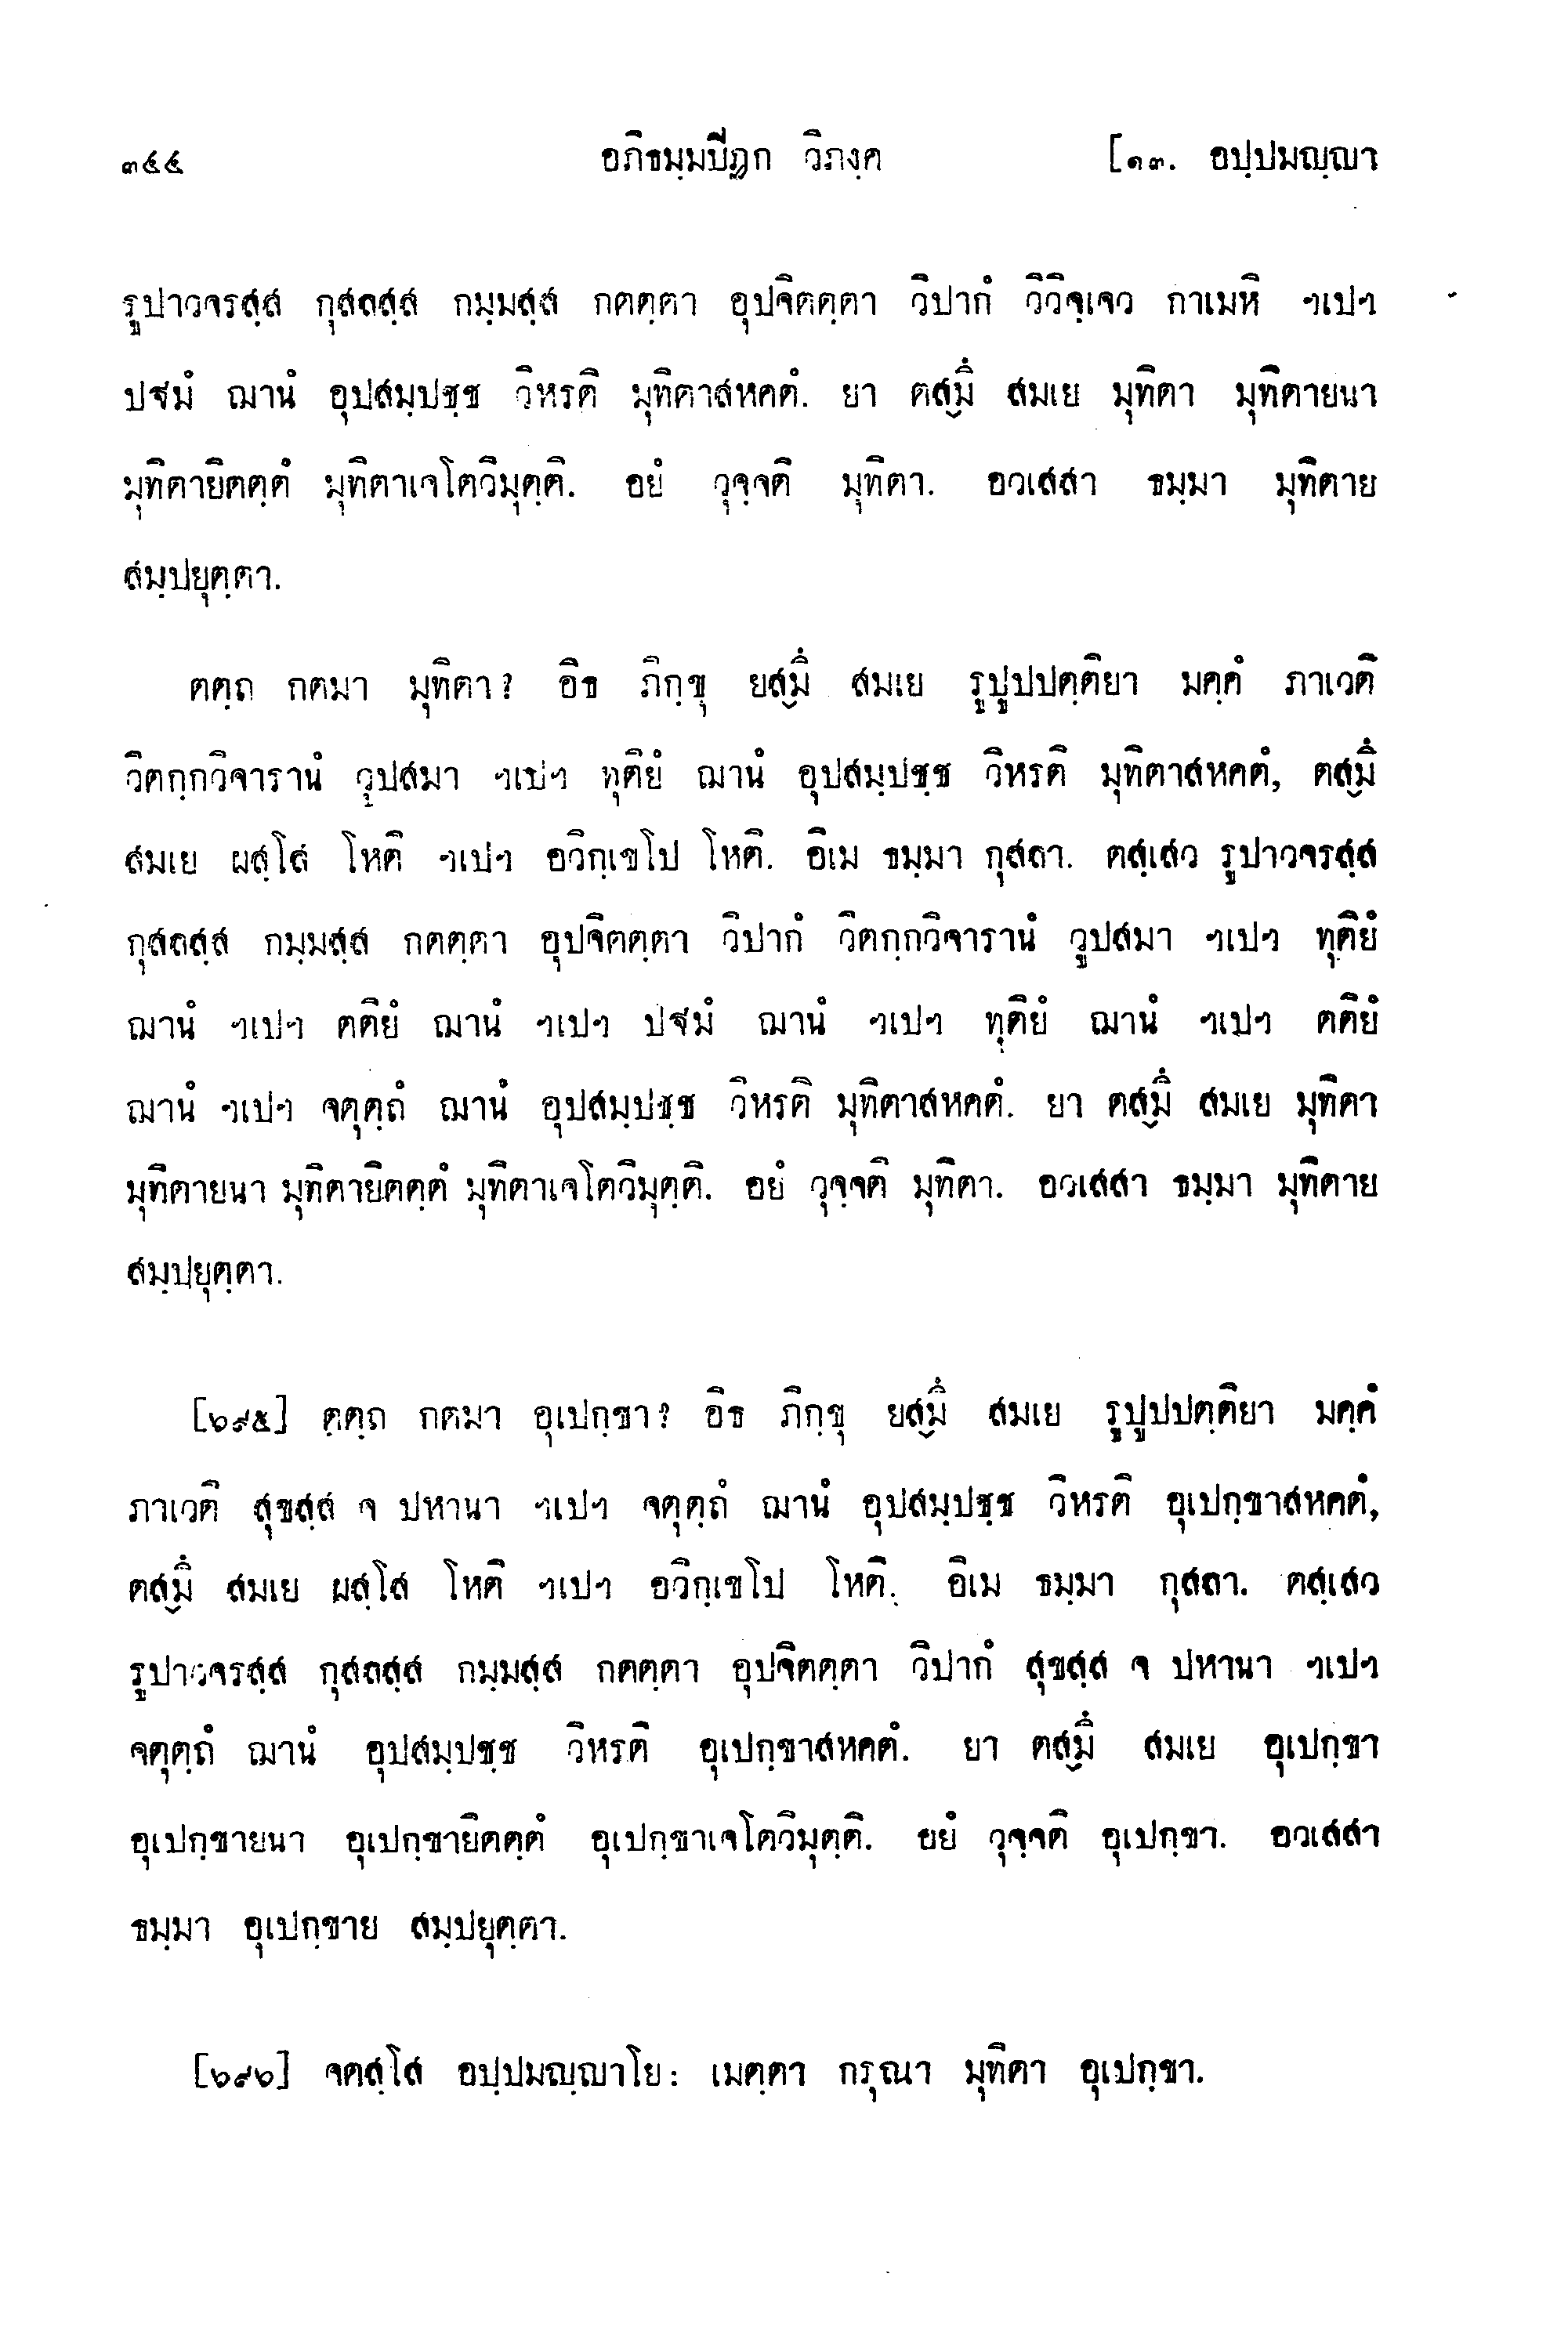 ๓๔๔ อภิธมฺมปีฏก วิภงฺค [๑๓. อปฺปมญฺญา
รูปาวจรสฺส กุสลสฺส กมฺมสฺส กตตฺตา อุปจิตตฺตา วิปากํ วิวิจฺเจว กาเมหิ ฯเปฯ
ปฐมํ ฌานํ อุปสมฺปชฺช วิหรติ มุทิตาสหคตํ. ยา ตสฺมึ สมเย มุทิตา มุทิตายนา
มุทิตายิตตฺตํ มุทิตาเจโตวิมุตฺติ. อยํ วุจฺจติ มุทิตา. อวเสสา ธมฺมา มุทิตาย
สมฺปยุตฺตา.
ตตฺถ กตมา มุทิตา? อิธ ภิกฺขุ ยสฺมึ สมเย รูปูปปตฺติยา มคฺคํ ภาเวติ
วิตกฺกวิจารานํ วูปสมา ฯเปฯ ทุติยํ ฌานํ อุปสมฺปชฺช วิหรติ มุทิตาสหคตํ, ตสฺมึ
สมเย ผสฺโส โหติ ฯเปฯ อวิกฺเขโป โหติ. อิเม ธมฺมา กุสลา. ตสฺเสว รูปาวจรสฺส
กุสลสฺส กมฺมสฺส กตตฺตา อุปจิตตฺตา วิปากํ วิตกฺกวิจารานํ วูปสมา ฯเปฯ ทุติยํ
ฌานํ ฯเปฯ ตติยํ ฌานํ ฯเปฯ ปฐมํ ฌานํ ฯเปฯ ทุติยํ ฌานํ ฯเปฯ ตติยํ
ฌานํ ฯเปฯ จตุตฺถํ ฌานํ อุปสมฺปชฺช วิหรติ มุทิตาสหคตํ. ยา ตสฺมึ สมเย มุทิตา
มุทิตายนา มุทิตายิตตฺตํ มุทิตาเจโตวิมุตฺติ. อยํ วุจฺจติ มุทิตา. อวเสสา ธมฺมา มุทิตาย
สมฺปยุตฺตา.
[๖๙๕] ตตฺถ กตมา อุเปกฺขา? อิธ ภิกฺขุ ยสฺมึ สมเย รูปูปปตฺติยา มคฺคํ
ภาเวติ สุขสฺส จ ปหานา ฯเปฯ จตุตฺถํ ฌานํ อุปสมฺปชฺช วิหรติ อุเปกฺขาสหคตํ,
ตสฺมึ สมเย ผสฺโส โหติ ฯเปฯ อวิกฺเขโป โหติ. อิเม ธมฺมา กุสลา. ตสฺเสว
รูปาวจรสฺส กุสลสฺส กมฺมสฺส กตตฺตา อุปจิตตฺตา วิปากํ สุขสฺส จ ปหานา ฯเปฯ
จตุตฺถํ ฌานํ อุปสมฺปชฺช วิหรติ อุเปกฺขาสหคตํ. ยา ตสฺมึ สมเย อุเปกฺขา
อุเปกฺขายนา อุเปกฺขายิตตฺตํ อุเปกฺขาเจโตวิมุตฺติ. อยํ วุจฺจติ อุเปกฺขา. อวเสสา
ธมฺมา อุเปกฺขาย สมฺปยุตฺตา.
[๖๙๖] จตสฺโส อปฺปมญฺญาโย: เมตฺตา กรุณา มุทิตา อุเปกฺขา.